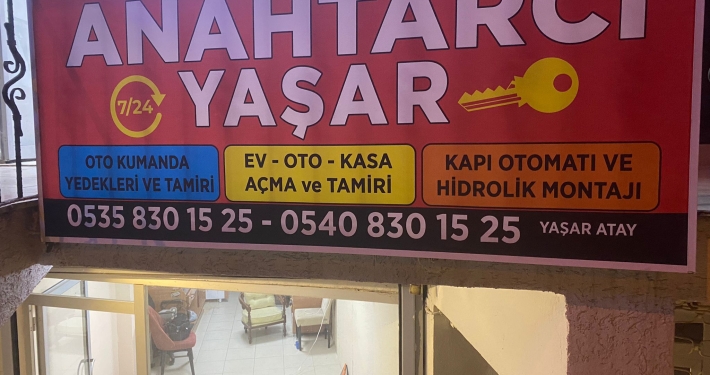 ANAHTARCI
YAŞAR
7/24
OTO KUMANDA
YEDEKLERİ VE TAMİRİ
EV - OTO - KASA
AÇMA ve TAMİRİ
KAPI OTOMATI VE
HİDROLİK MONTAJI
0535 830 15 25 - 0540 830 15 25 YAŞAR ATAY